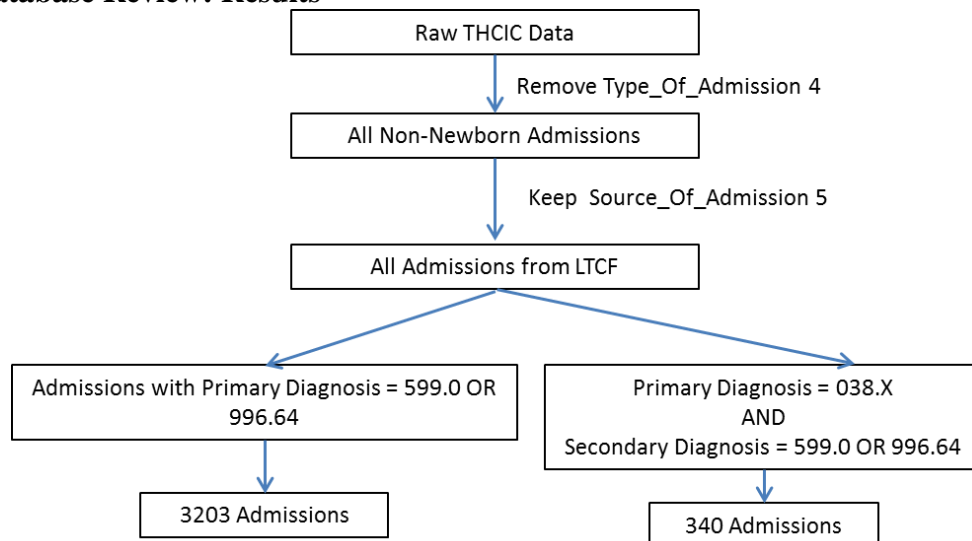 Raw THCIC Data
Remove Type_Of_Admission 4
All Non-Newborn Admissions
Keep Source_Of_Admission 5
All Admissions from LTCF
Admissions with Primary Diagnosis = 599.0 OR
996.64
Primary Diagnosis = 038.X
AND
Secondary Diagnosis = 599.0 OR 996.64
3203 Admissions
340 Admissions